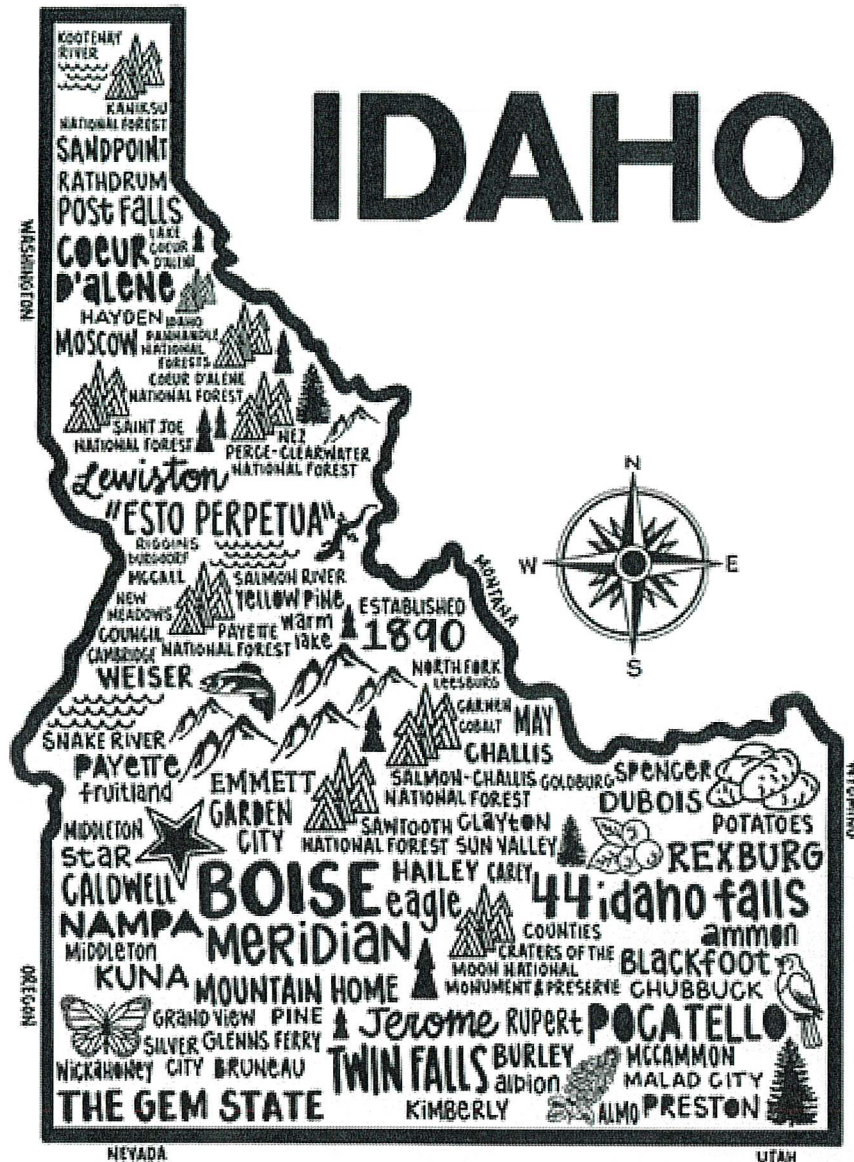 IDAHO
KOOTENAY
RIVER
KANIKSU
NATIONAL FOREST
SANDPOINT
RATHDRUM
POST FALLS
COEUR
D'ALENE
LAKE
COEUR
D'ALENE
WASHINGTON
HAYDEN
IDAHO
PANHANDLE
NATIONAL
FORESTS
MOSCOW
COEUR D'ALENE
NATIONAL FOREST
SAINT JOE
NATIONAL FOREST
NEZ
PERCE-CLEARWATER
NATIONAL FOREST
Lewiston
"ESTO PERPETUA"
N
W
E
S
MONTANA
RIGGINS
BURGDORF
MCCALL
SALMON RIVER
YELLOW PINE
NEW
MEADOWS
COUNCIL
CAMBRIDGE
PAYETTE
NATIONAL FOREST
warm
lake
ESTABLISHED
1890
WEISER
NORTH FORK
LEESBURG
CARMEN
COBALT
MAY
SNAKE RIVER
CHALLIS
PAYETTE
fruitland
EMMETT
SALMON-CHALLIS
NATIONAL FOREST
GOLDBURG
SPENCER
DUBOIS
WYOMING
POTATOES
GARDEN
CITY
MIDDLETON
STAR
SAWTOOTH
NATIONAL FOREST
CLAYTON
SUN VALLEY
REXBURG
CALDWELL
BOISE
HAILEY
CAREY
eagle
44
COUNTIES
idaho falls
NAMPA
MERIDIAN
ammon
MIDDLETON
CRATERS OF THE
MOON NATIONAL
MONUMENT & PRESERVE
BLACKFOOT
KUNA
MOUNTAIN HOME
CHUBBUCK
OREGON
GRAND VIEW
PINE
Jerome
RUPERT
POCATELLO
SILVER
CITY
GLENNS FERRY
WICKAHONEY
BRUNEAU
TWIN FALLS
BURLEY
albion
MCCAMMON
MALAD CITY
THE GEM STATE
KIMBERLY
ALMO
PRESTON
NEVADA
UTAH